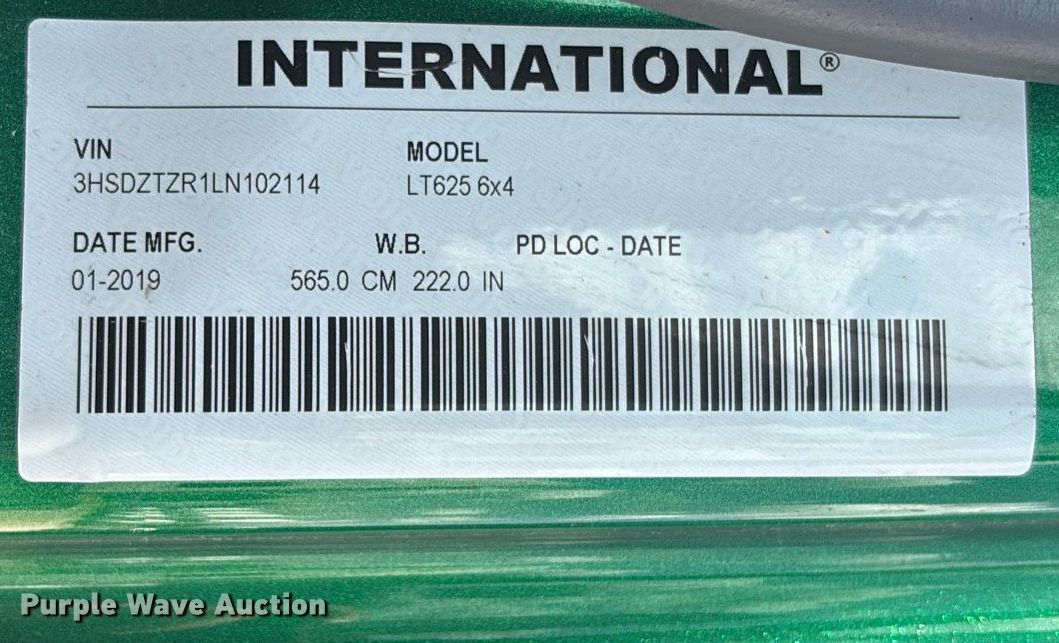 INTERNATIONAL®
VIN MODEL
3HSDZTZR1LN102114 LT625 6x4
DATE MFG. W.B. PD LOC - DATE
01-2019 565.0 CM 222.0 IN
Purple Wave Auction